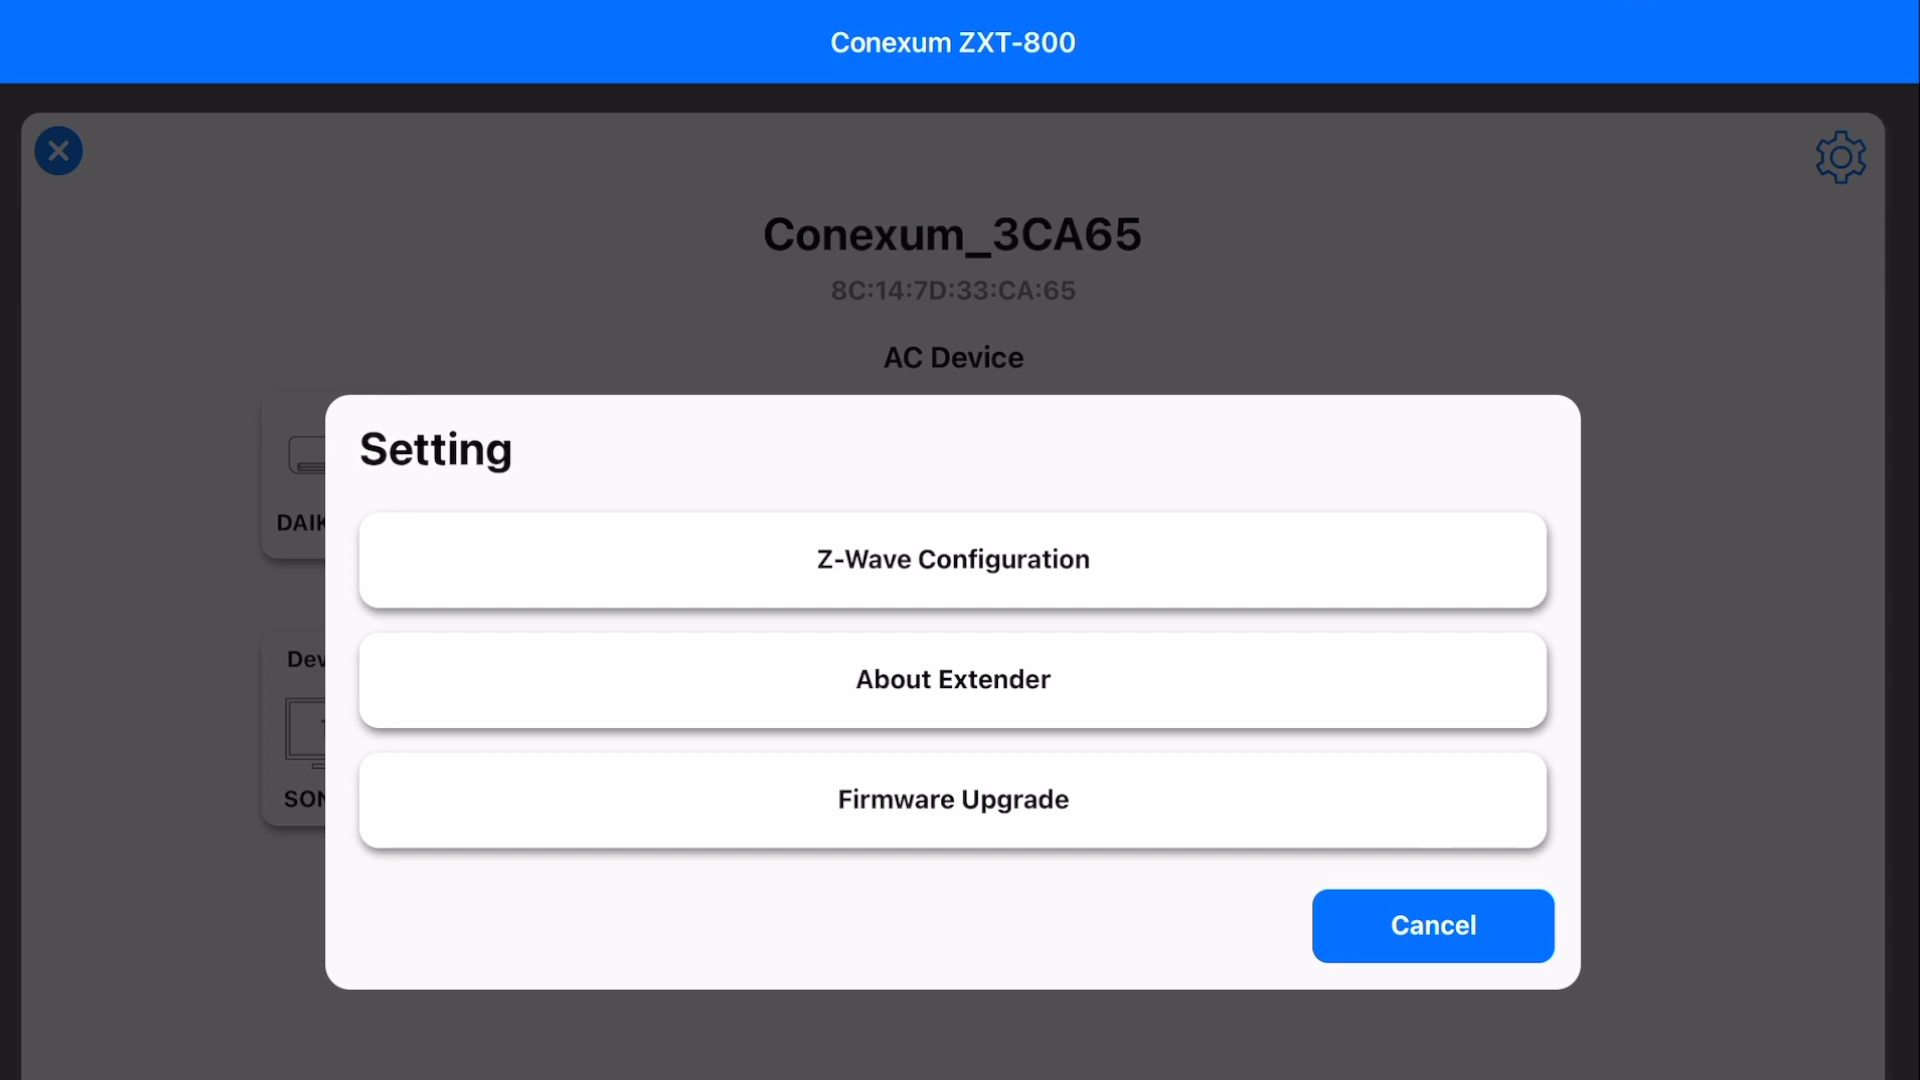 Conexum ZXT-800
Conexum_3CA65
8C:14:7D:33:CA:65
AC Device
Setting
Z-Wave Configuration
About Extender
Firmware Upgrade
Cancel